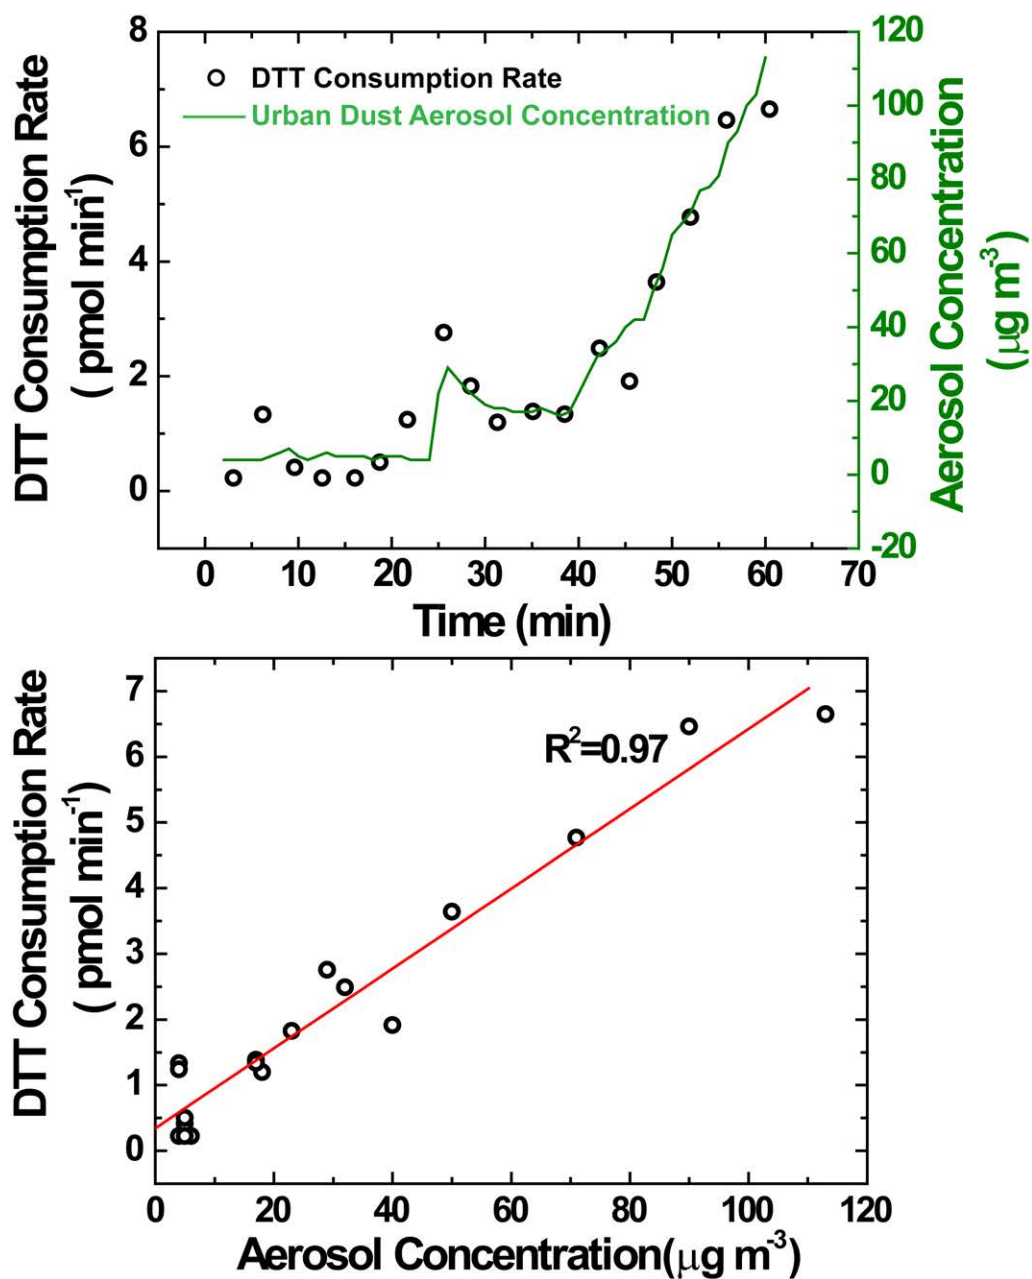 DTT Consumption Rate
( pmol min-1)
8
6
4
2
0
DTT Consumption Rate
Urban Dust Aerosol Concentration
120
100
80
60
40
20
0
-20
Aerosol Concentration
(μg m-3)
0 10 20 30 40 50 60 70
Time (min)
DTT Consumption Rate
( pmol min-1)
7
6
5
4
3
2
1
0
R2=0.97
0 20 40 60 80 100 120
Aerosol Concentration(μg m-3)